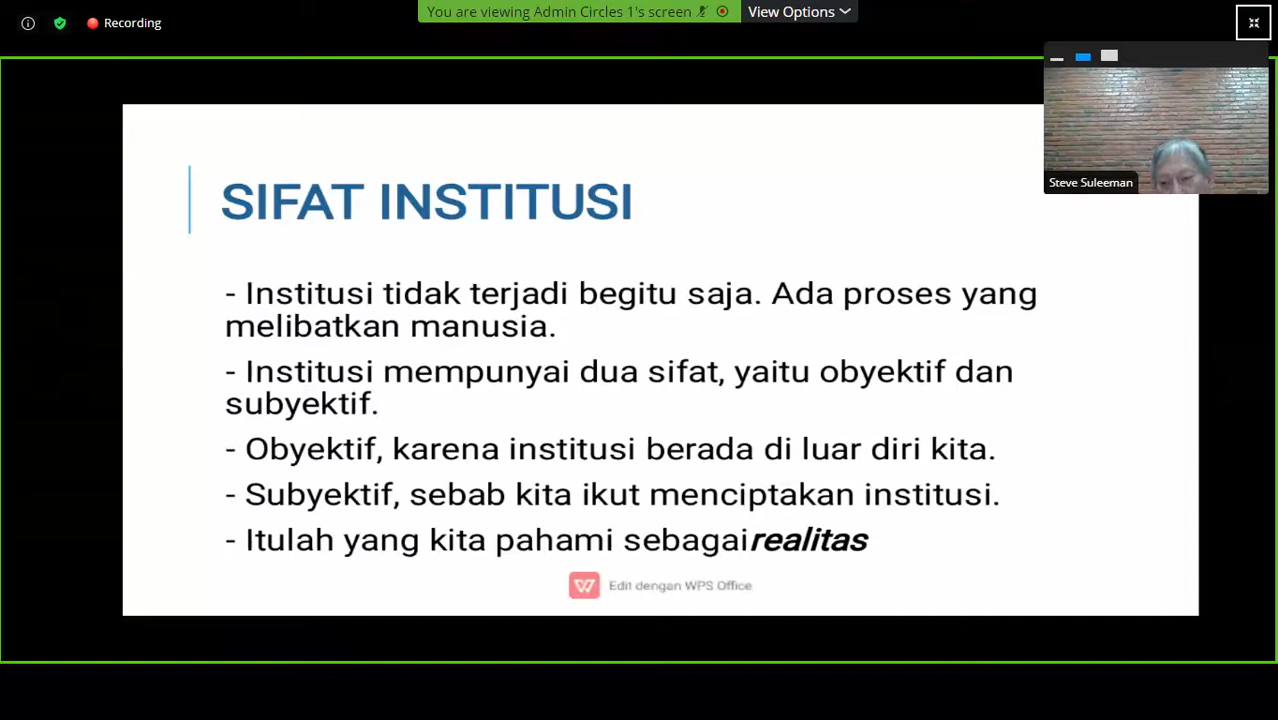 You are viewing Admin Circles 1's screen
View Options
Recording
Steve Suleeman
SIFAT INSTITUSI
- Institusi tidak terjadi begitu saja. Ada proses yang
melibatkan manusia.
- Institusi mempunyai dua sifat, yaitu obyektif dan
subyektif.
- Obyektif, karena institusi berada di luar diri kita.
- Subyektif, sebab kita ikut menciptakan institusi.
- Itulah yang kita pahami sebagairealitas
Edit dengan WPS Office